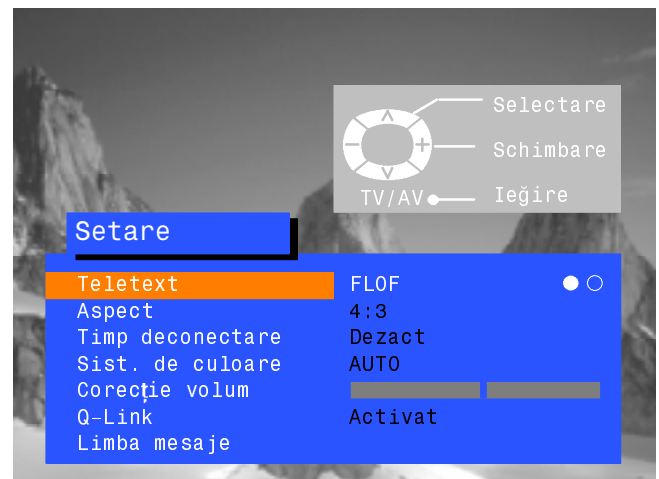 Selectare
Schimbare
TV/AV Ieğire
Setare
Teletext FLOF
Aspect 4:3
Timp deconectare Dezact
Sist. de culoare AUTO
Corecţie volum
Q-Link Activat
Limba mesaje